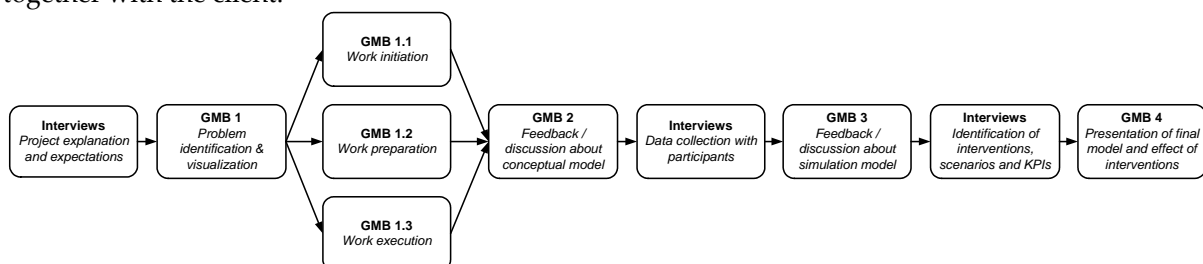 together with the client.
GMB 1.1
Work initiation
Interviews
Project explanation
and expectations
GMB 1
Problem
identification &
visualization
GMB 1.2
Work preparation
GMB 1.3
Work execution
GMB 2
Feedback /
discussion about
conceptual model
Interviews
Data collection with
participants
GMB 3
Feedback /
discussion about
simulation model
Interviews
Identification of
interventions,
scenarios and KPIs
GMB 4
Presentation of final
model and effect of
interventions